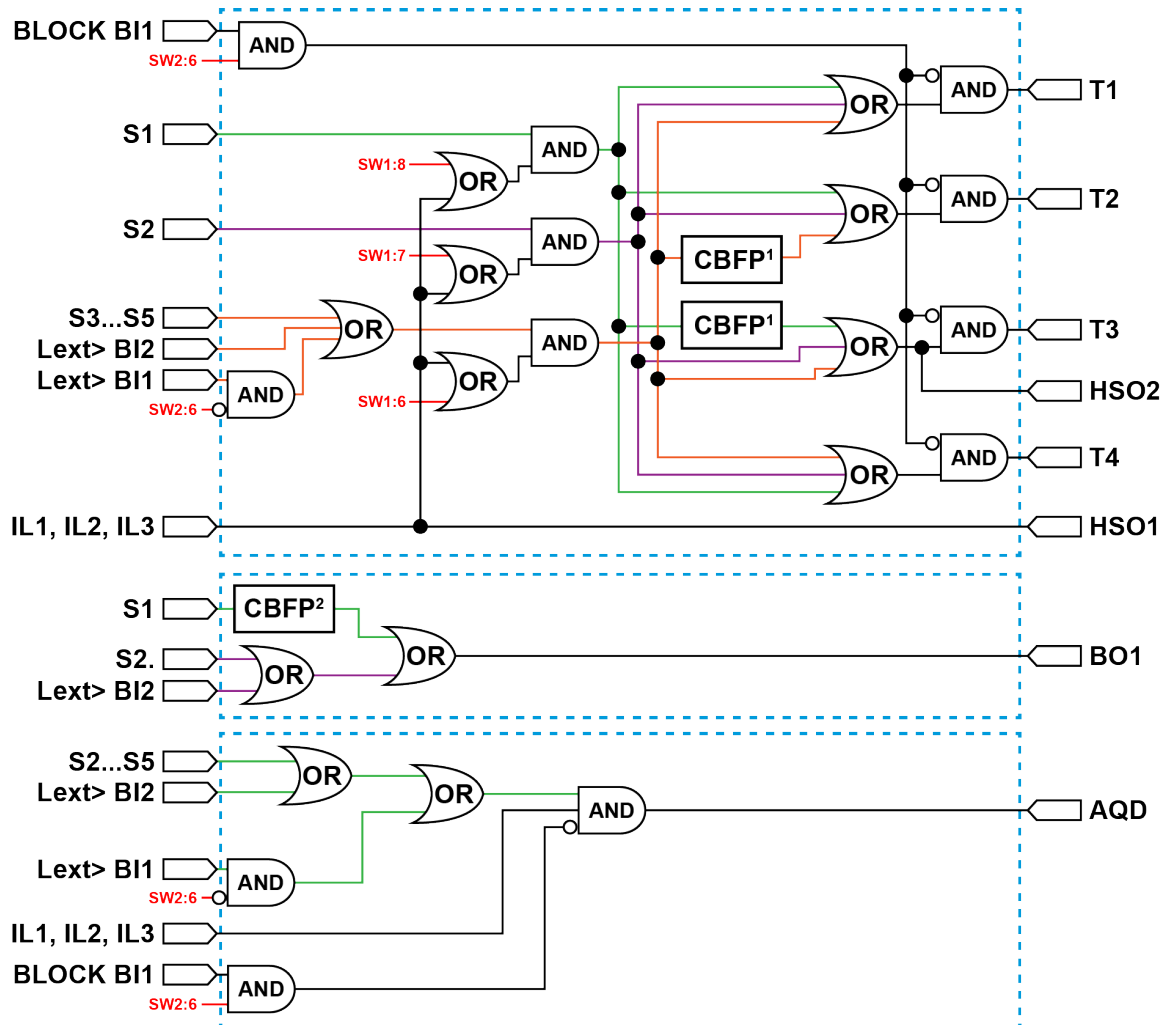 BLOCK BI1
AND
SW2:6
AND
T1
OR
S1
AND
SW1:8
OR
AND
T2
OR
S2
AND
SW1:7
OR
CBFP¹
S3...S5
OR
CBFP¹
AND
T3
Lext> BI2
AND
OR
Lext> BI1
AND
OR
HSO2
SW2:6
SW1:6
AND
T4
OR
IL1, IL2, IL3
HSO1
S1
CBFP²
S2.
OR
OR
BO1
Lext> BI2
S2...S5
OR
Lext> BI2
OR
AND
AQD
Lext> BI1
AND
SW2:6
IL1, IL2, IL3
BLOCK BI1
AND
SW2:6